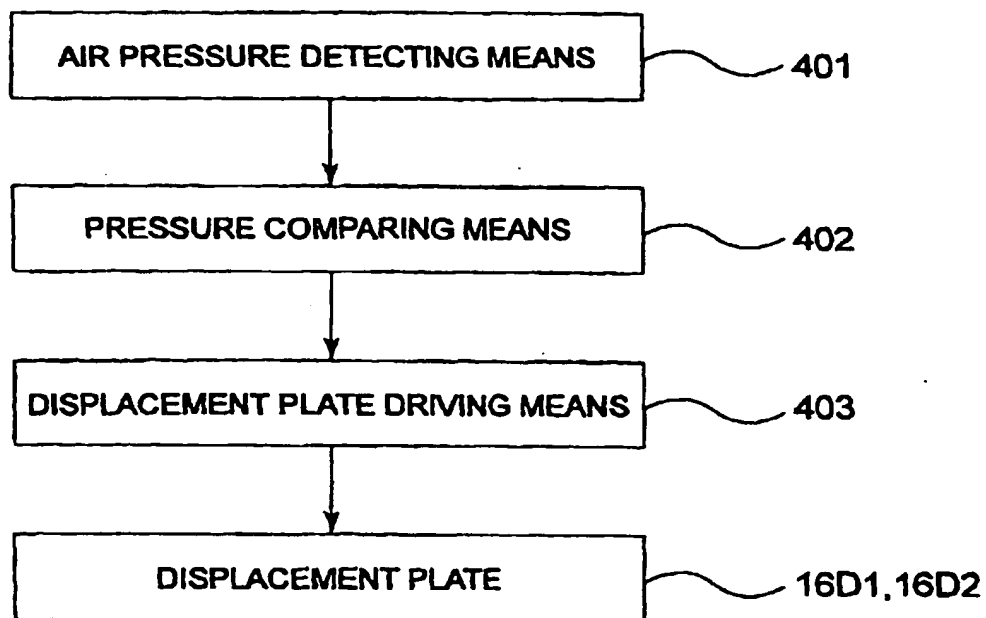 AIR PRESSURE DETECTING MEANS 401
PRESSURE COMPARING MEANS 402
DISPLACEMENT PLATE DRIVING MEANS 403
DISPLACEMENT PLATE 16D1,16D2